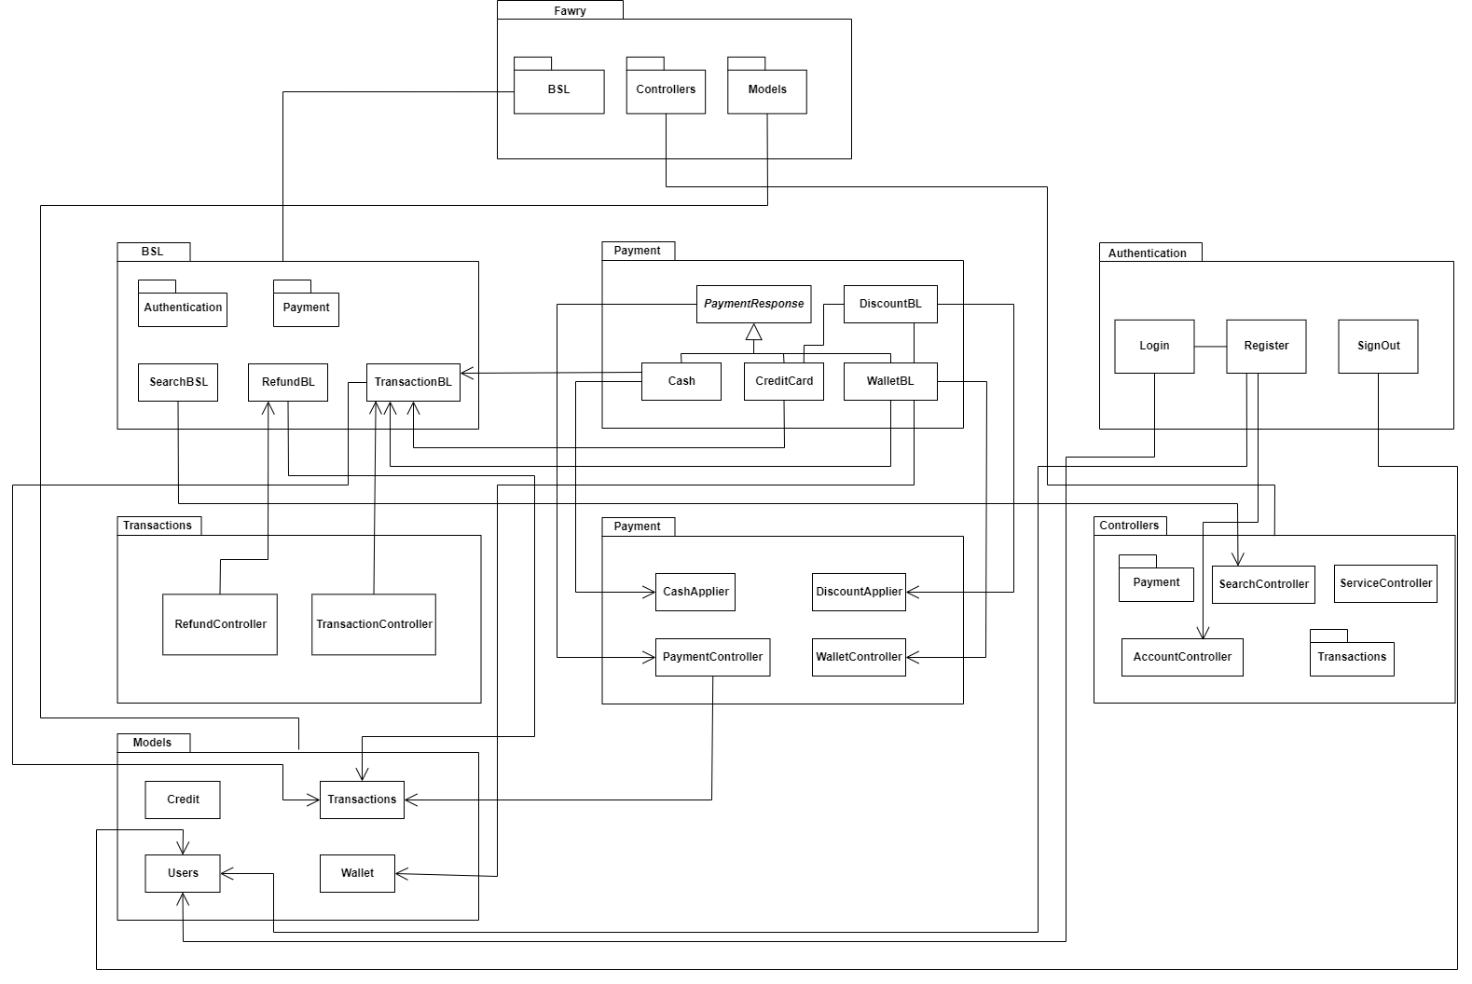 Fawry
BSL
Controllers
Models
BSL
Authentication
Payment
SearchBSL
RefundBL
TransactionBL
Payment
PaymentResponse
DiscountBL
Cash
CreditCard
WalletBL
Authentication
Login
Register
SignOut
Transactions
RefundController
TransactionController
Payment
CashApplier
DiscountApplier
PaymentController
WalletController
Controllers
Payment
SearchController
ServiceController
AccountController
Transactions
Models
Credit
Transactions
Users
Wallet